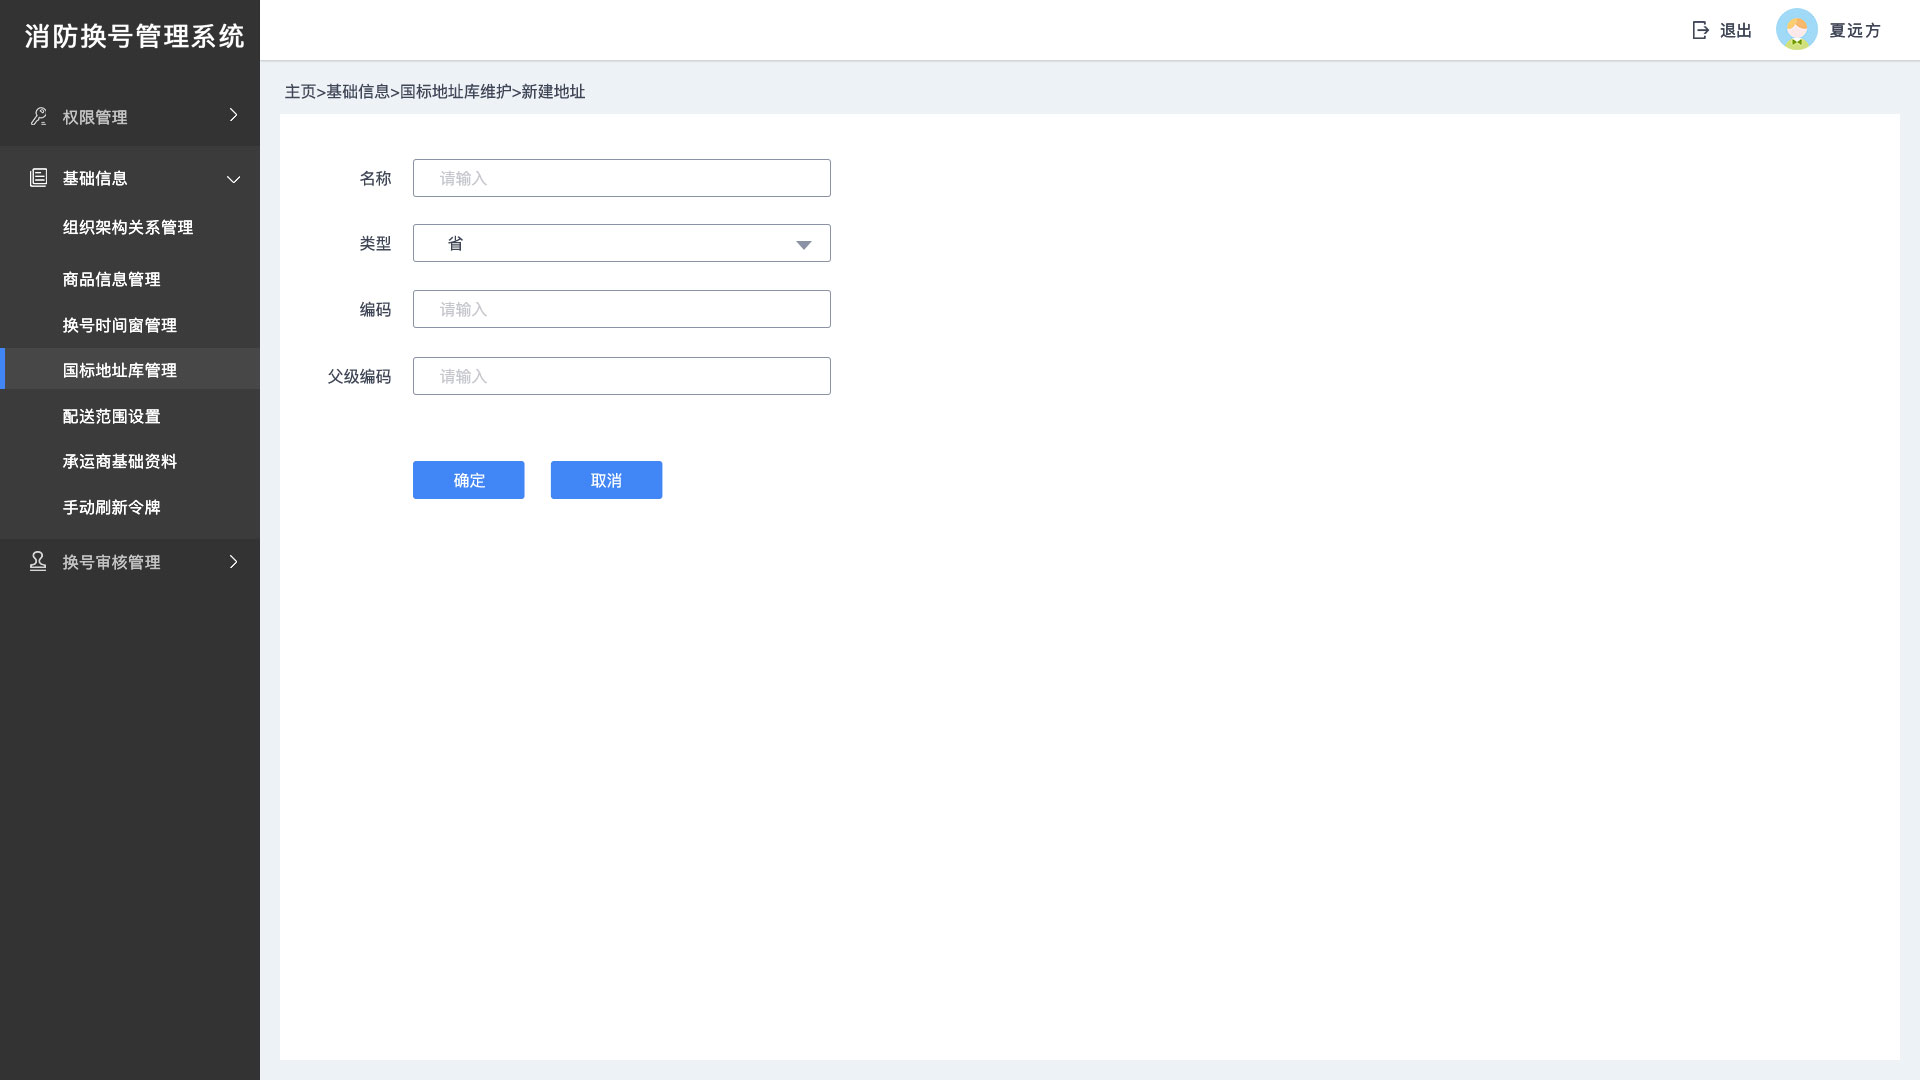 消防换号管理系统
退出
夏远方
主页>基础信息>国标地址库维护>新建地址
权限管理
基础信息
组织架构关系管理
商品信息管理
换号时间窗管理
国标地址库管理
配送范围设置
承运商基础资料
手动刷新令牌
换号审核管理
名称
请输入
类型
省
编码
请输入
父级编码
请输入
确定
取消